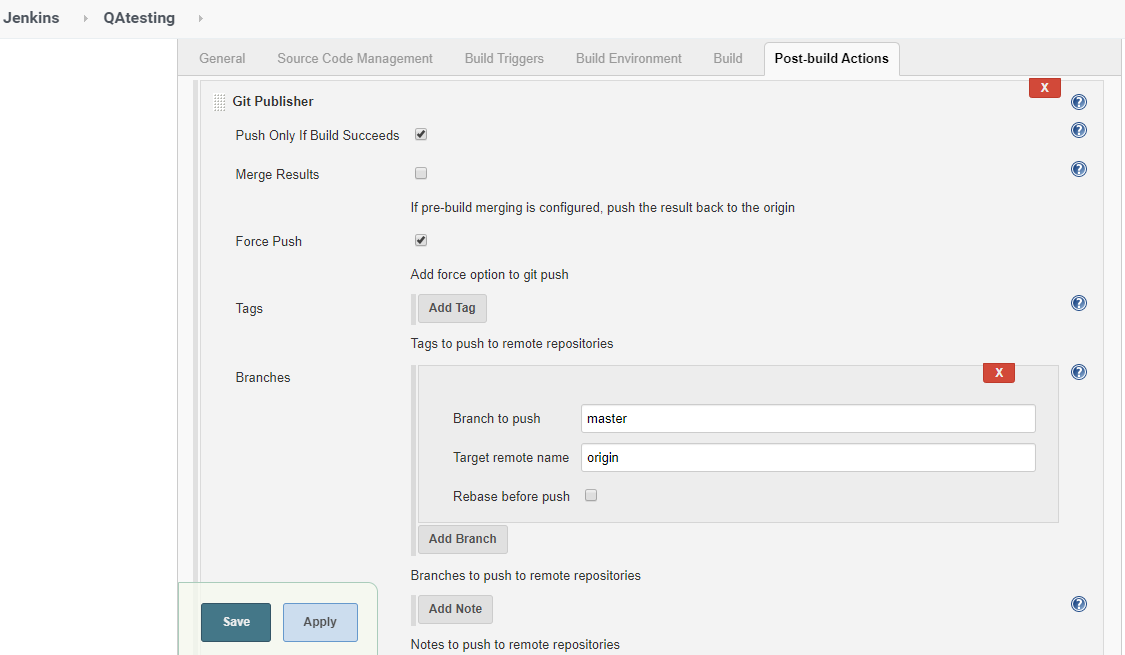 Jenkins QAtesting
General Source Code Management Build Triggers Build Environment Build Post-build Actions
X
Git Publisher ?
Push Only If Build Succeeds ?
Merge Results ?
If pre-build merging is configured, push the result back to the origin
Force Push
Add force option to git push
Tags Add Tag ?
Tags to push to remote repositories
Branches X ?
Branch to push master
Target remote name origin
Rebase before push
Add Branch
Branches to push to remote repositories
Add Note ?
Save Apply
Notes to push to remote repositories